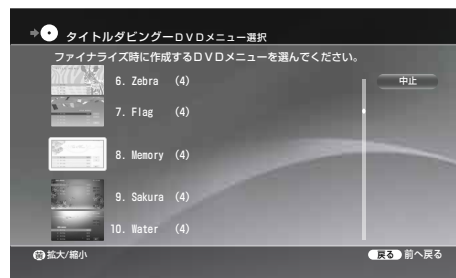 タイトルダビングーＤＶＤメニュー選択
ファイナライズ時に作成するＤＶＤメニューを選んでください。
中止
6. Zebra (4)
7. Flag (4)
8. Memory (4)
9. Sakura (4)
10. Water (4)
拡大/縮小
戻る 前へ戻る